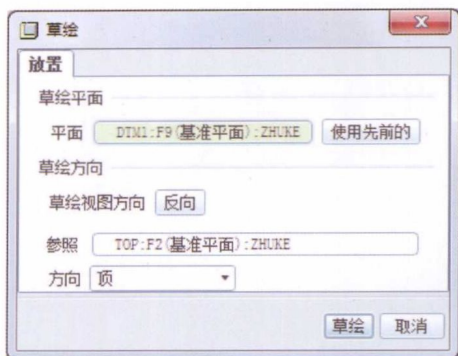 草绘
放置
草绘平面
平面 DTM1:F9(基准平面):ZHUKE 使用先前的
草绘方向
草绘视图方向 反向
参照 TOP:F2(基准平面):ZHUKE
方向 顶
草绘 取消